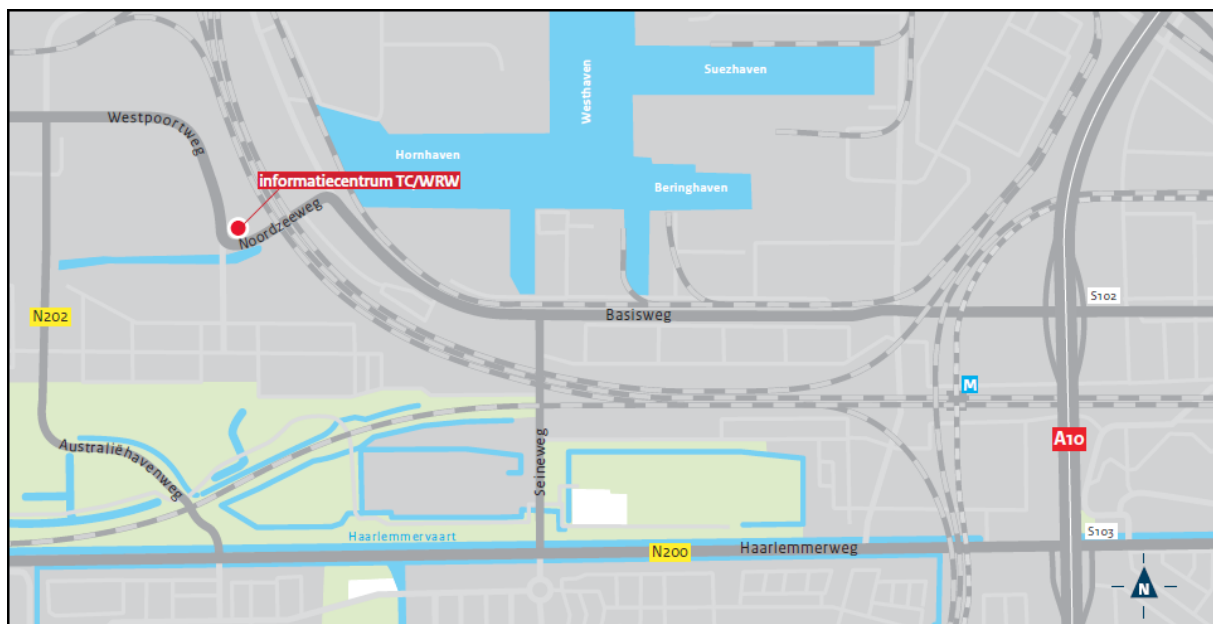 Suezhaven
Westhaven
Westpoortweg
Hornhaven
informatiecentrum TC/WRW
Beringhaven
Noordzeeweg
S102
N202
Basisweg
M
A10
Australiëhavenweg
Seineweg
S103
Haarlemmervaart
N200
Haarlemmerweg
N